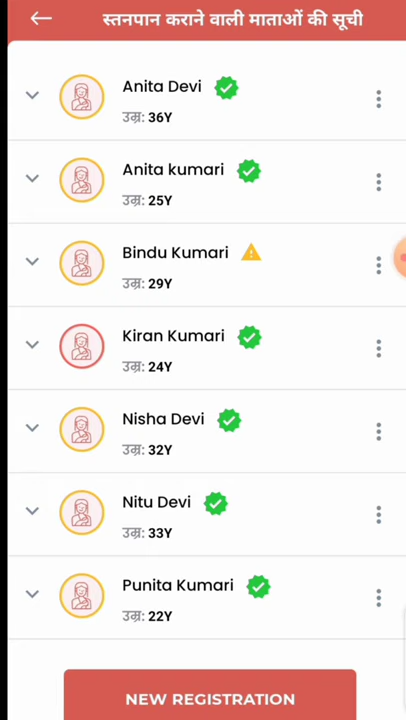 स्तनपान कराने वाली माताओं की सूची
Anita Devi
उम्र: 36Y
Anita kumari
उम्र: 25Y
Bindu Kumari
उम्र: 29Y
Kiran Kumari
उम्र: 24Y
Nisha Devi
उम्र: 32Y
Nitu Devi
उम्र: 33Y
Punita Kumari
उम्र: 22Y
NEW REGISTRATION